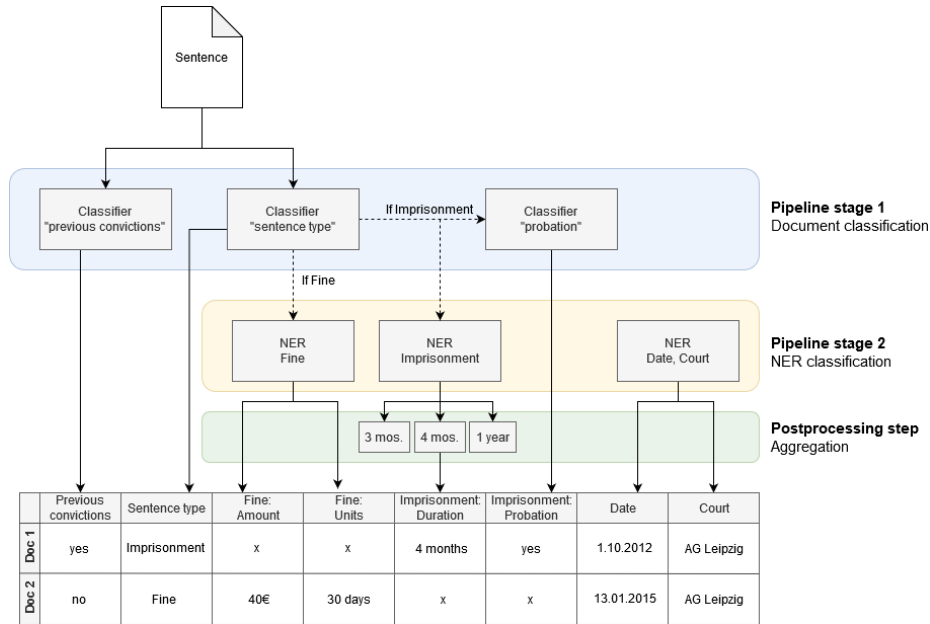 Sentence
Classifier
"previous convictions"
Classifier
"sentence type"
If Imprisonment
Classifier
"probation"
Pipeline stage 1
Document classification
If Fine
NER
Fine
NER
Imprisonment
NER
Date, Court
Pipeline stage 2
NER classification
3 mos.
4 mos.
1 year
Postprocessing step
Aggregation
Previous
convictions
Sentence type
Fine:
Amount
Fine:
Units
Imprisonment:
Duration
Imprisonment:
Probation
Date
Court
Doc 1
yes
Imprisonment
x
x
4 months
yes
1.10.2012
AG Leipzig
Doc 2
no
Fine
40€
30 days
x
x
13.01.2015
AG Leipzig